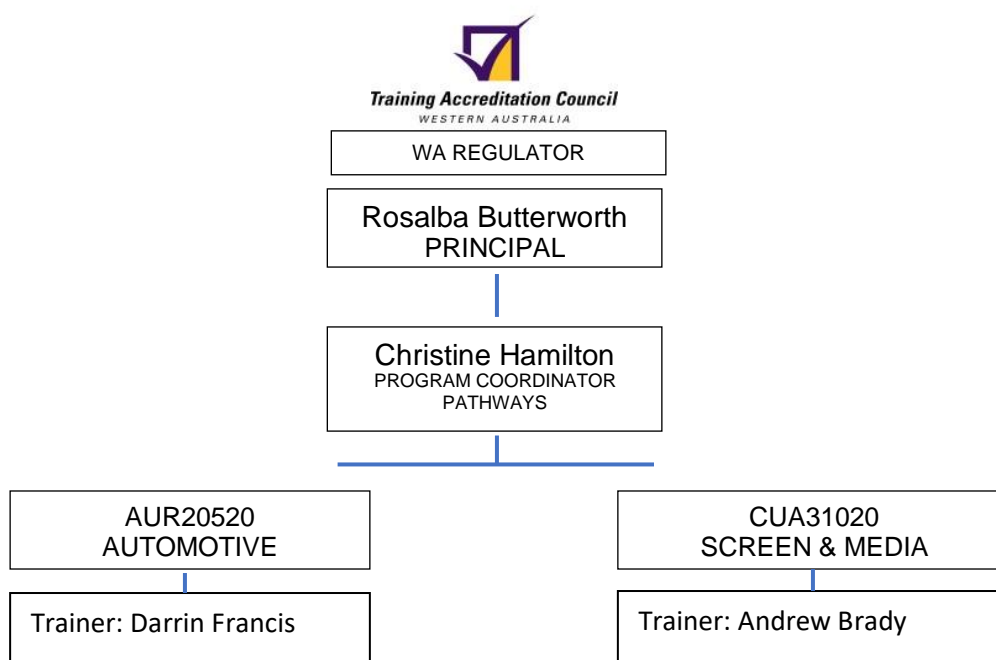 Training Accreditation Council
WESTERN AUSTRALIA
WA REGULATOR
Rosalba Butterworth
PRINCIPAL
Christine Hamilton
PROGRAM COORDINATOR
PATHWAYS
AUR20520
AUTOMOTIVE
Trainer: Darrin Francis
CUA31020
SCREEN & MEDIA
Trainer: Andrew Brady